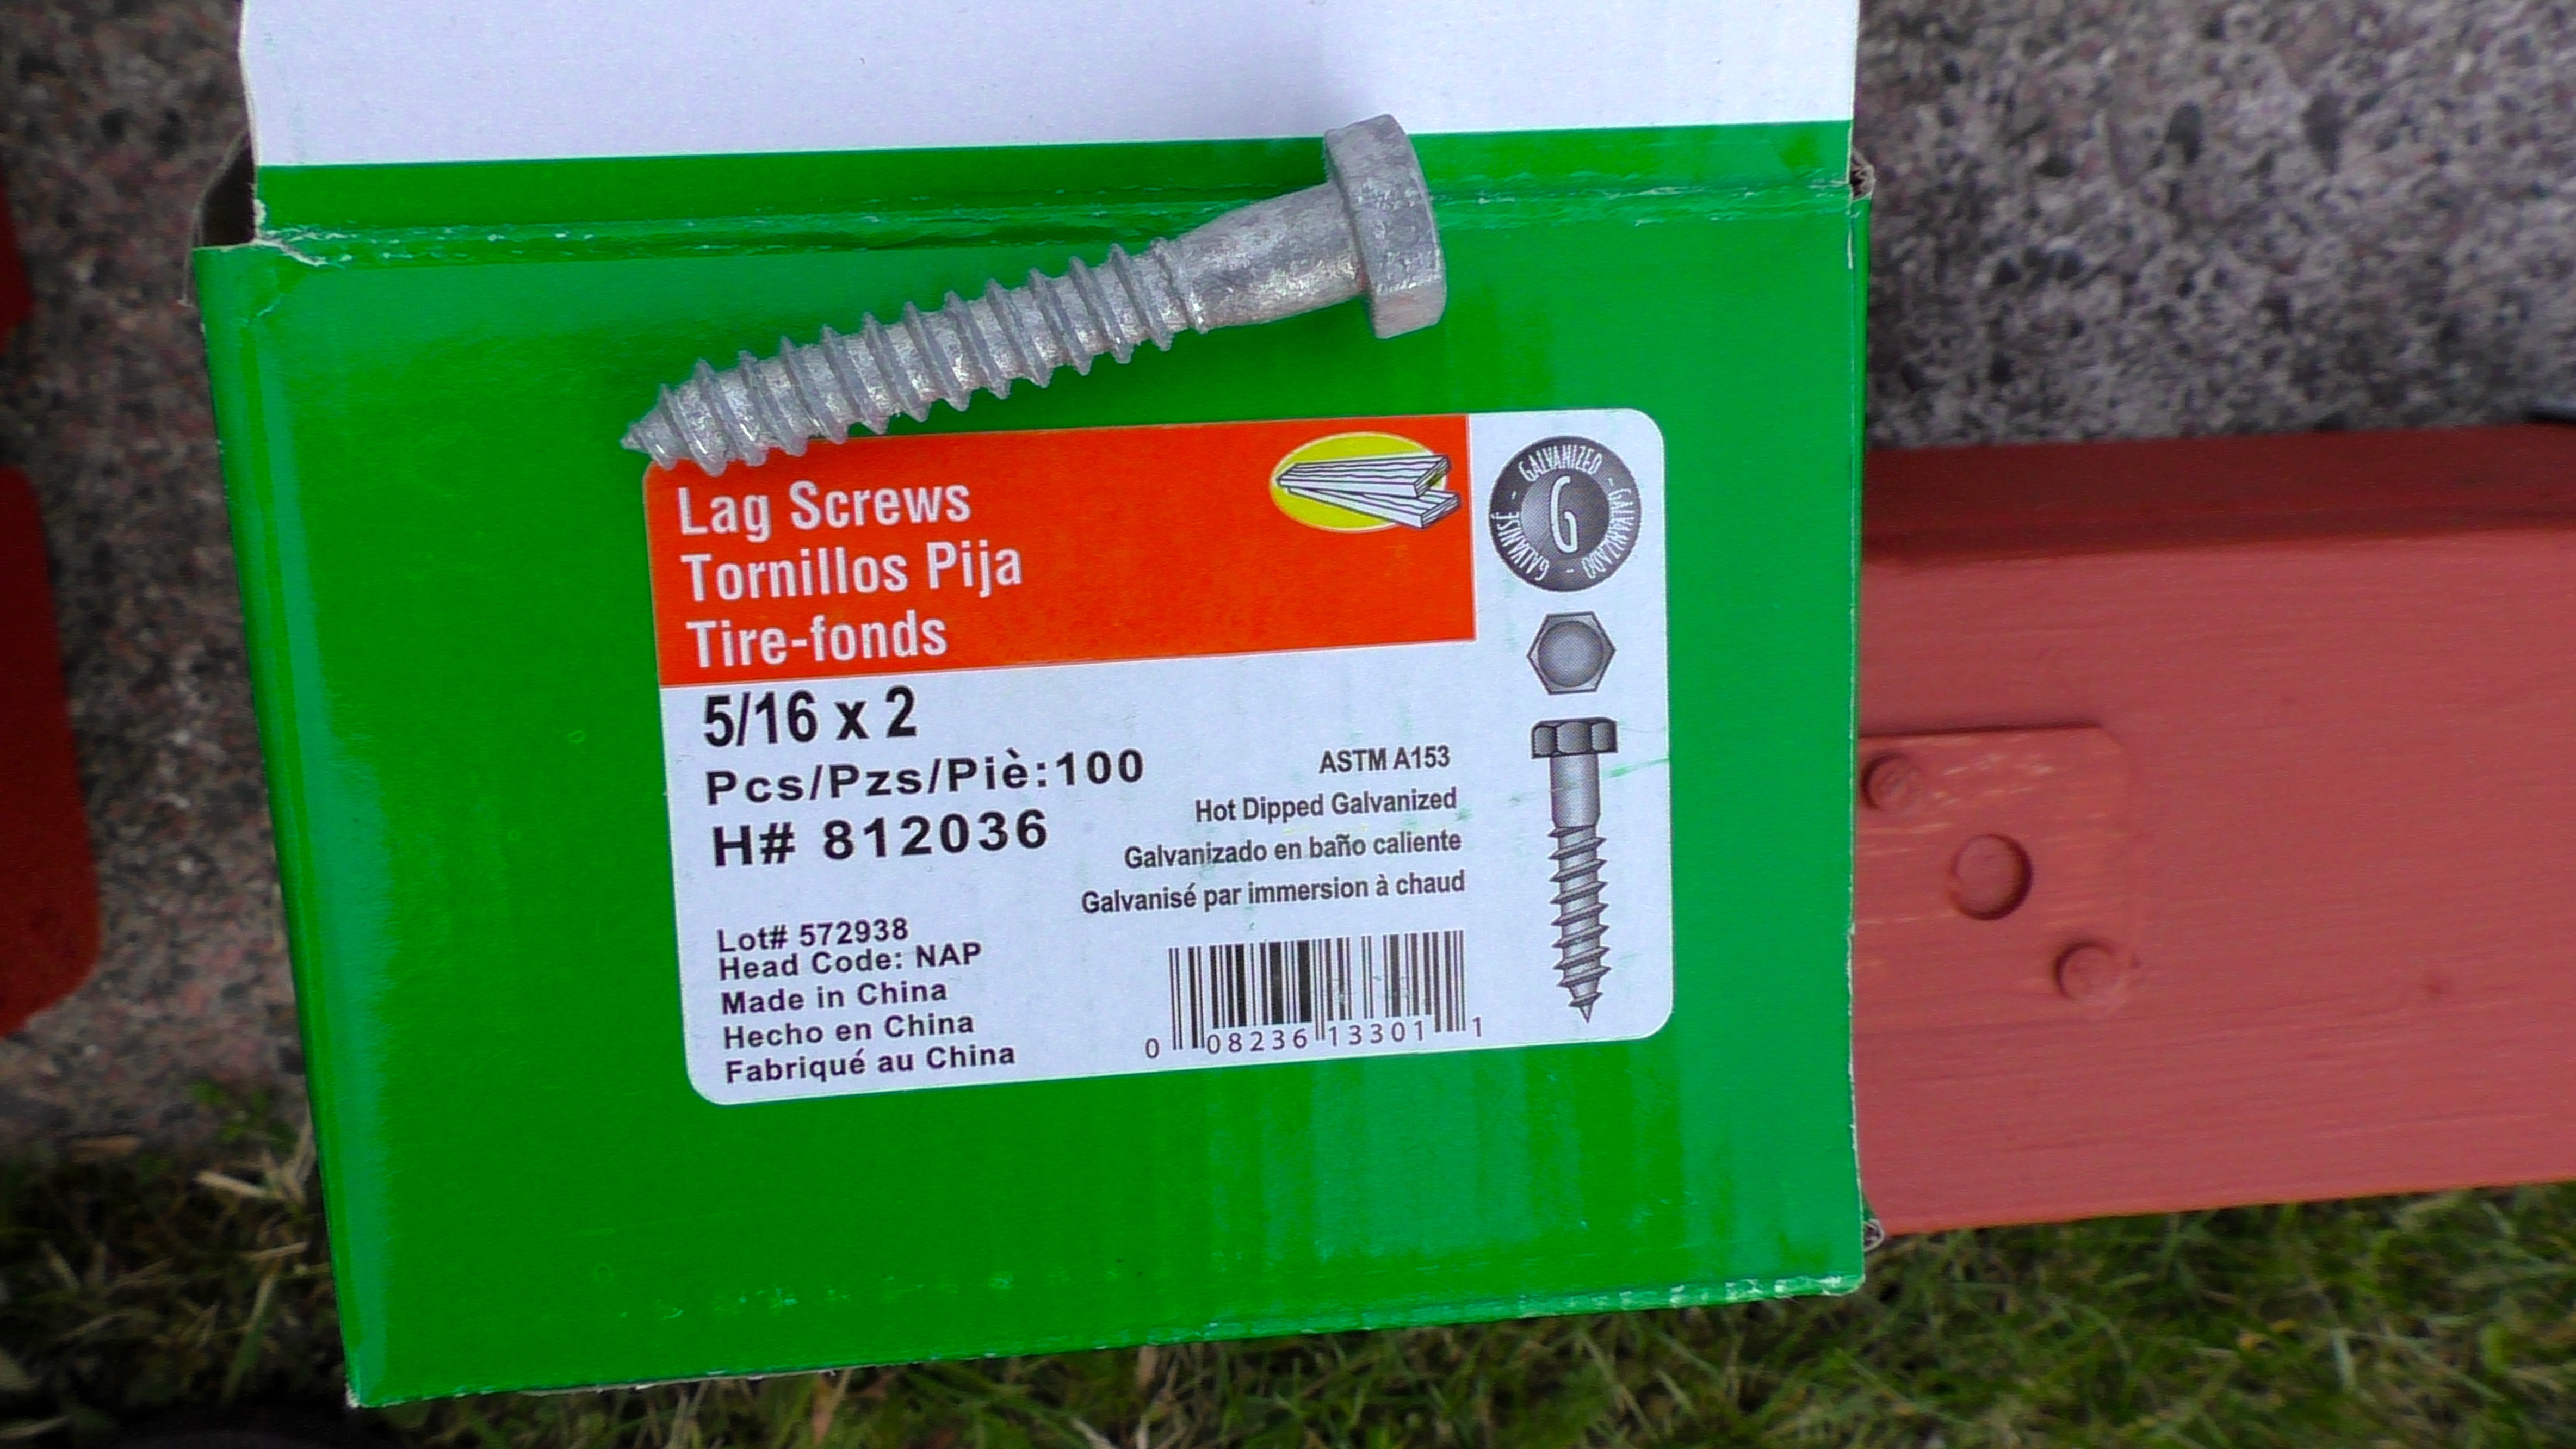 Lag Screws
Tornillos Pija
Tire-fonds
GALVANIZED - GALVANIZADO - GALVANISÉ -
G
5/16 x 2
Pcs/Pzs/Piè:100
H# 812036
ASTM A153
Hot Dipped Galvanized
Galvanizado en baño caliente
Galvanisé par immersion à chaud
Lot# 572938
Head Code: NAP
Made in China
Hecho en China
Fabriqué au China
0 08236 13301 1